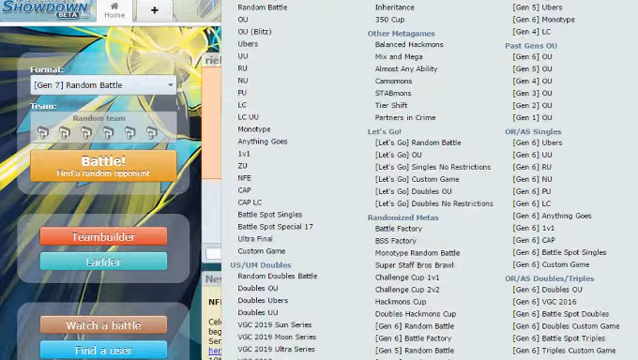 SHOWDOWN
BETA
Home
Format:
[Gen 7] Random Battle
Team:
Random team
Battle!
Find a random opponent
Teambuilder
Ladder
Watch a battle
Find a user
Random Battle
OU
OU (Blitz)
Ubers
UU
RU
NU
PU
LC
LC UU
Monotype
Anything Goes
1v1
ZU
NFE
CAP
CAP LC
Battle Spot Singles
Battle Spot Special 17
Ultra Final
Custom Game
US/UM Doubles
Random Doubles Battle
Doubles OU
Doubles Ubers
Doubles UU
VGC 2019 Sun Series
VGC 2019 Moon Series
VGC 2019 Ultra Series
Inheritance
350 Cup
Other Metagames
Balanced Hackmons
Mix and Mega
Almost Any Ability
Camomons
STABmons
Tier Shift
Partners in Crime
Let's Go!
[Let's Go] Random Battle
[Let's Go] OU
[Let's Go] Singles No Restrictions
[Let's Go] Custom Game
[Let's Go] Doubles OU
[Let's Go] Doubles No Restrictions
Randomized Metas
Battle Factory
BSS Factory
Monotype Random Battle
Super Staff Bros Brawl
Challenge Cup 1v1
Challenge Cup 2v2
Hackmons Cup
Doubles Hackmons Cup
[Gen 6] Random Battle
[Gen 6] Battle Factory
[Gen 5] Random Battle
[Gen 5] Ubers
[Gen 6] Monotype
[Gen 4] LC
Past Gens OU
[Gen 6] OU
[Gen 5] OU
[Gen 4] OU
[Gen 3] OU
[Gen 2] OU
[Gen 1] OU
OR/AS Singles
[Gen 6] Ubers
[Gen 6] UU
[Gen 6] RU
[Gen 6] NU
[Gen 6] PU
[Gen 6] LC
[Gen 6] Anything Goes
[Gen 6] 1v1
[Gen 6] CAP
[Gen 6] Battle Spot Singles
[Gen 6] Custom Game
OR/AS Doubles/Triples
[Gen 6] Doubles OU
[Gen 6] VGC 2016
[Gen 6] Battle Spot Doubles
[Gen 6] Doubles Custom Game
[Gen 6] Battle Spot Triples
[Gen 6] Triples Custom Game